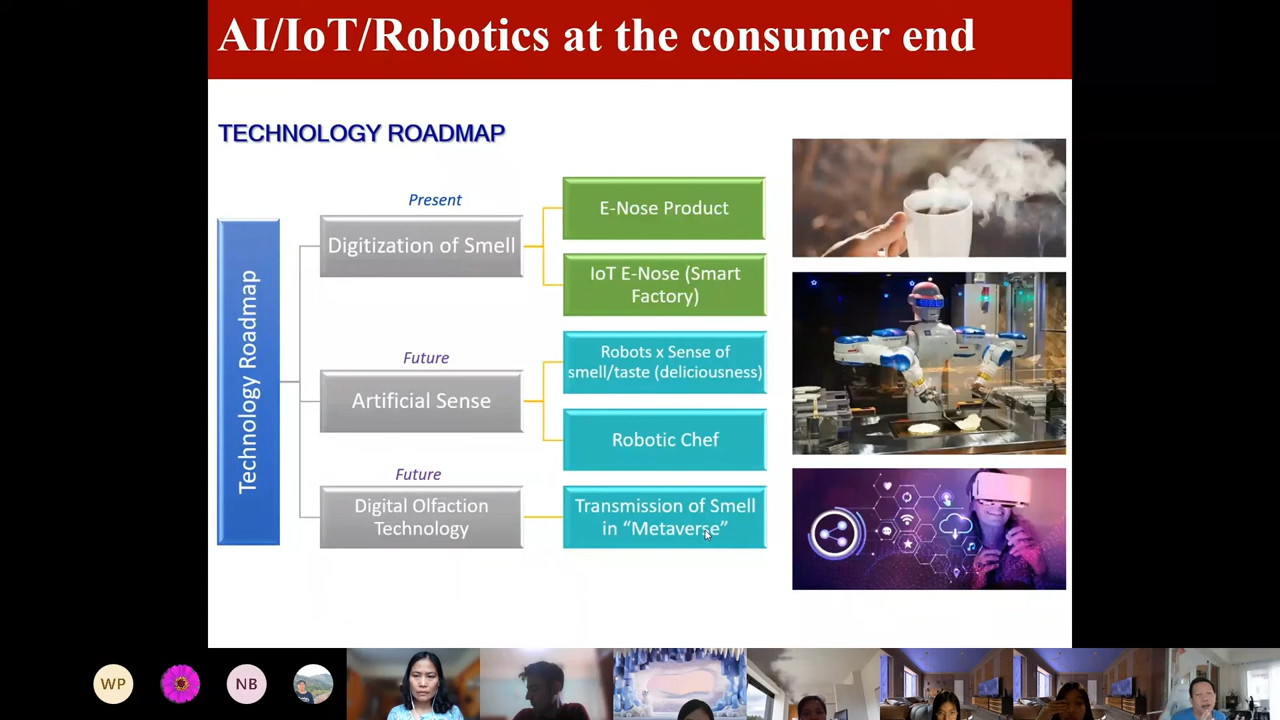 AI/IoT/Robotics at the consumer end
TECHNOLOGY ROADMAP
Technology Roadmap
Present
Digitization of Smell
E-Nose Product
IoT E-Nose (Smart
Factory)
Future
Artificial Sense
Robots x Sense of
smell/taste (deliciousness)
Robotic Chef
Future
Digital Olfaction
Technology
Transmission of Smell
in “Metaverse”
WP
NB